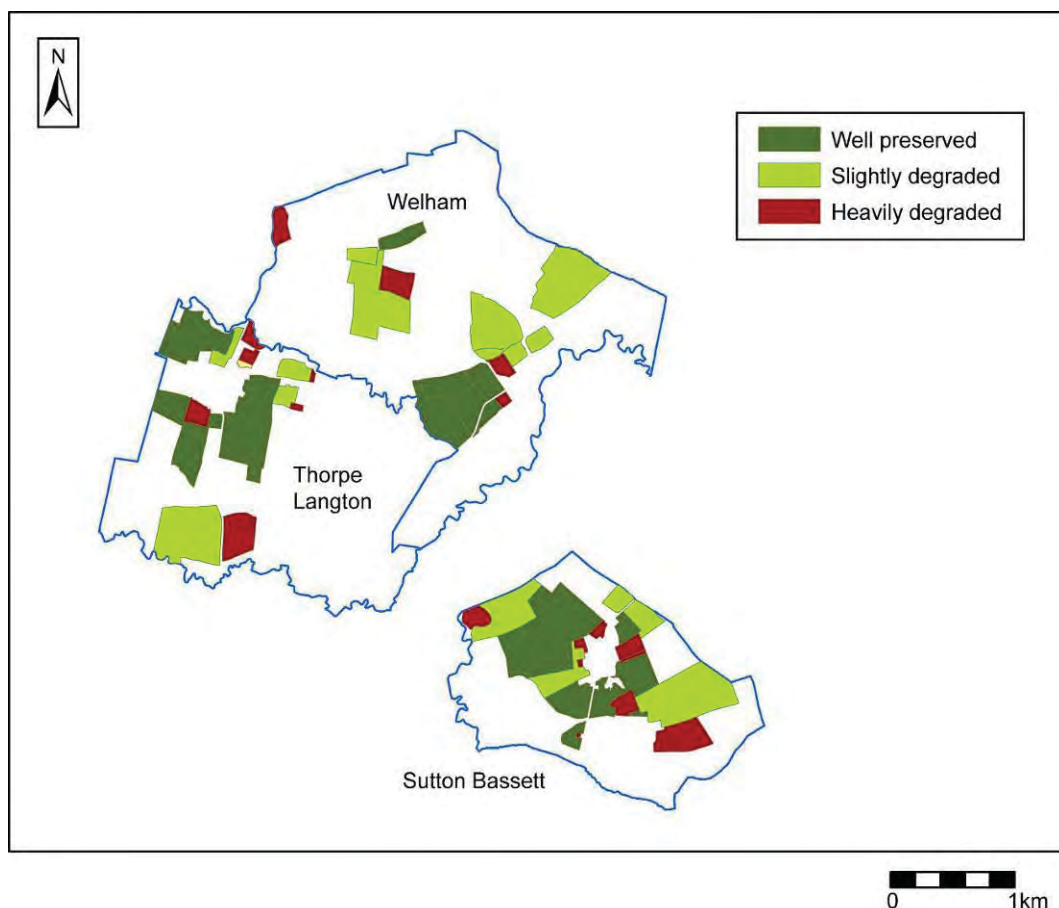 N
Well preserved
Slightly degraded
Heavily degraded
Welham
Thorpe
Langton
Sutton Bassett
0 1km